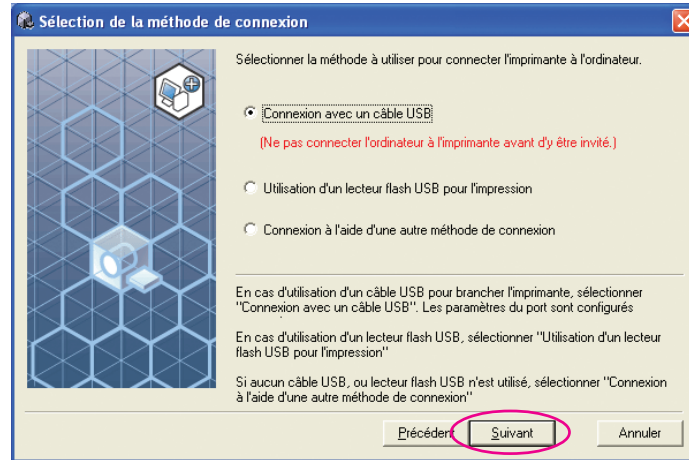 Sélection de la méthode de connexion
Sélectionner la méthode à utiliser pour connecter l'imprimante à l'ordinateur.
Connexion avec un câble USB
(Ne pas connecter l'ordinateur à l'imprimante avant d'y être invité.)
Utilisation d'un lecteur flash USB pour l'impression
Connexion à l'aide d'une autre méthode de connexion
En cas d'utilisation d'un câble USB pour brancher l'imprimante, sélectionner
"Connexion avec un câble USB". Les paramètres du port sont configurés
En cas d'utilisation d'un lecteur flash USB, sélectionner "Utilisation d'un lecteur
flash USB pour l'impression"
Si aucun câble USB, ou lecteur flash USB n'est utilisé, sélectionner "Connexion
à l'aide d'une autre méthode de connexion"
Précédent Suivant Annuler